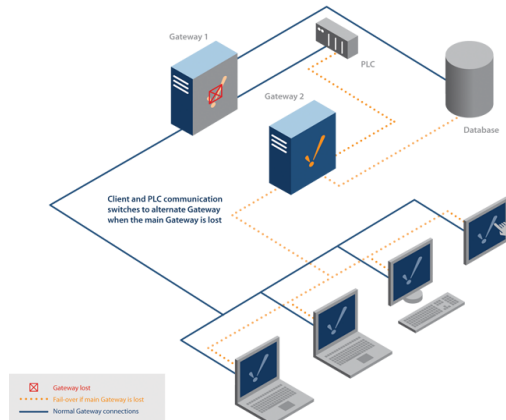 Gateway 1
PLC
Gateway 2
Database
Client and PLC communication
switches to alternate Gateway
when the main Gateway is lost
Gateway lost
Fail-over if main Gateway is lost
Normal Gateway connections